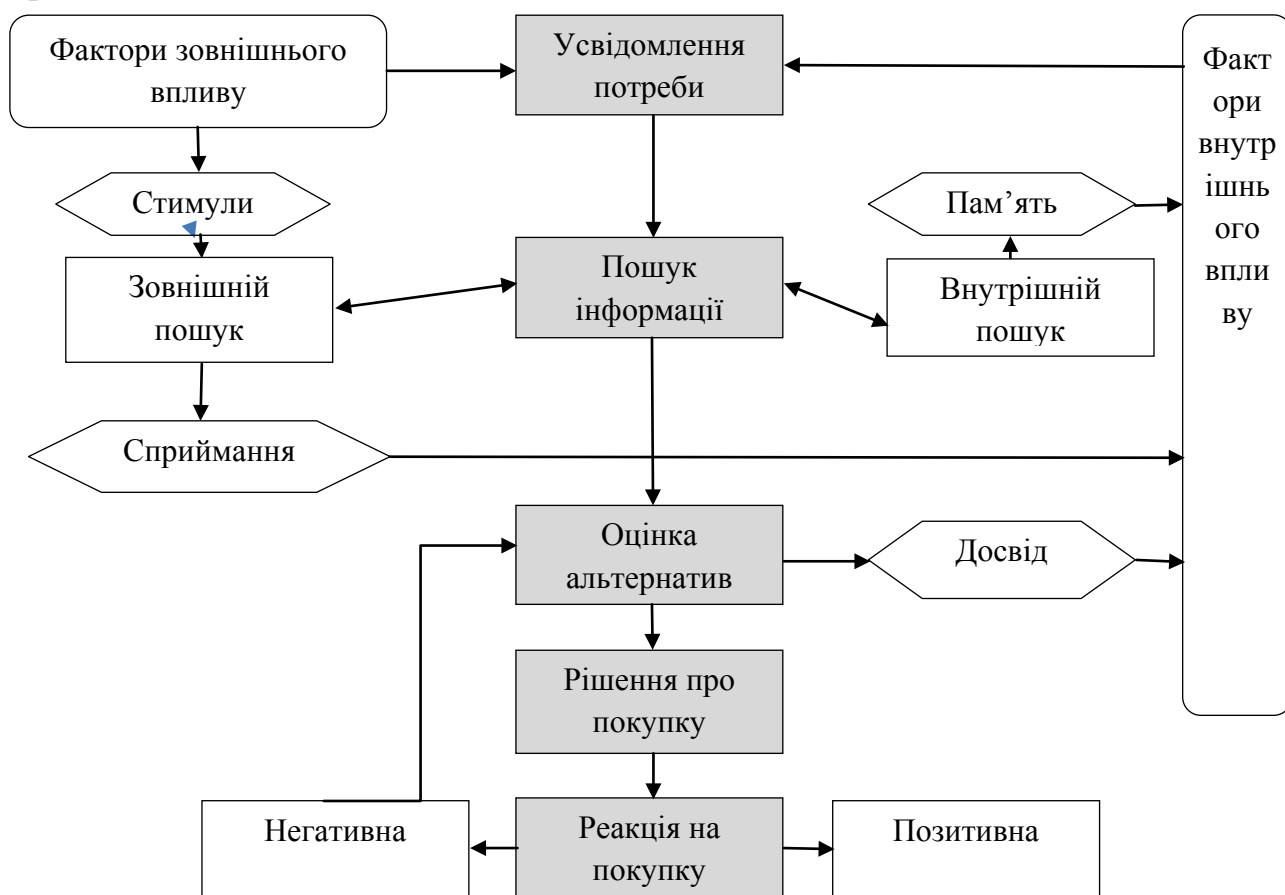 Фактори зовнішнього
впливу
Усвідомлення
потреби
Факт
ори
внутр
ішнь
ого
впли
ву
Стимули
Пам’ять
Зовнішній
пошук
Пошук
інформації
Внутрішній
пошук
Сприймання
Оцінка
альтернатив
Досвід
Рішення про
покупку
Негативна
Реакція на
покупку
Позитивна